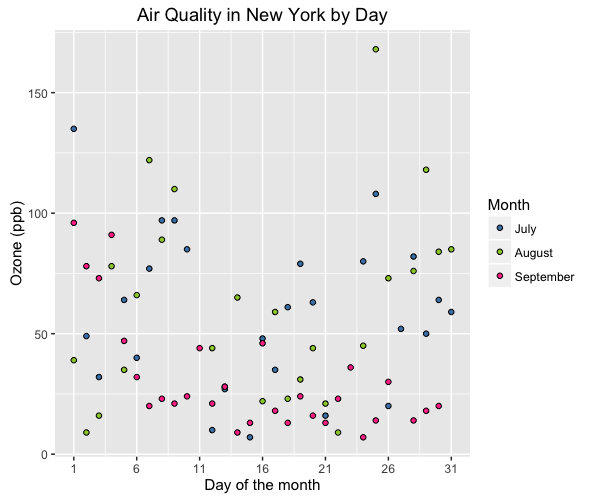 Air Quality in New York by Day
Ozone (ppb)
150
100
50
0
1 6 11 16 21 26 31
Day of the month
Month
July
August
September